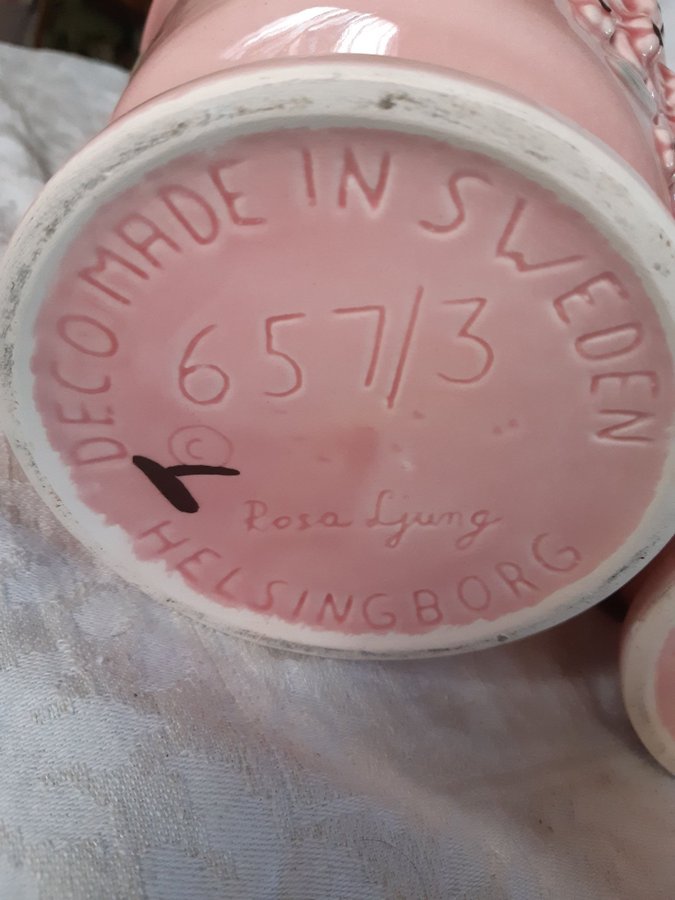 DECO MADE IN SWEDEN
657/3
©
Rosa Ljung
HELSINGBORG